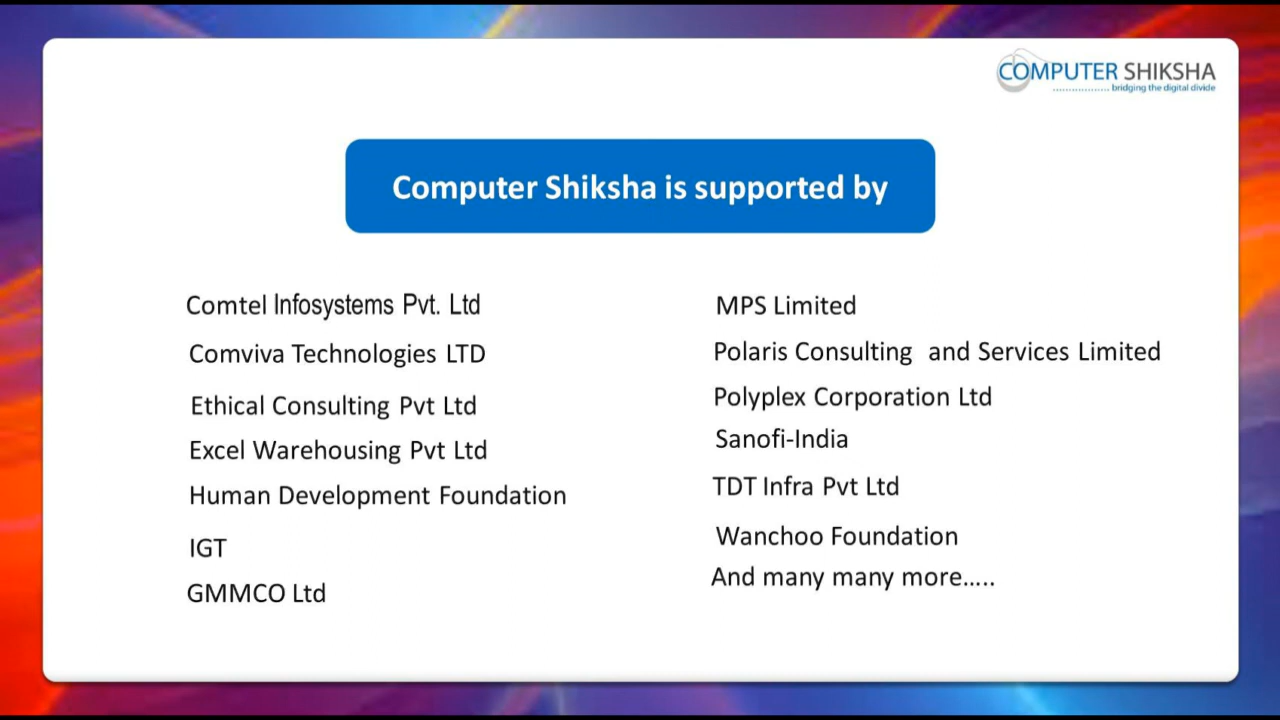 COMPUTER SHIKSHA
bridging the digital divide
Computer Shiksha is supported by
Comtel Infosystems Pvt. Ltd
Comviva Technologies LTD
Ethical Consulting Pvt Ltd
Excel Warehousing Pvt Ltd
Human Development Foundation
IGT
GMMCO Ltd
MPS Limited
Polaris Consulting and Services Limited
Polyplex Corporation Ltd
Sanofi-India
TDT Infra Pvt Ltd
Wanchoo Foundation
And many many more.....